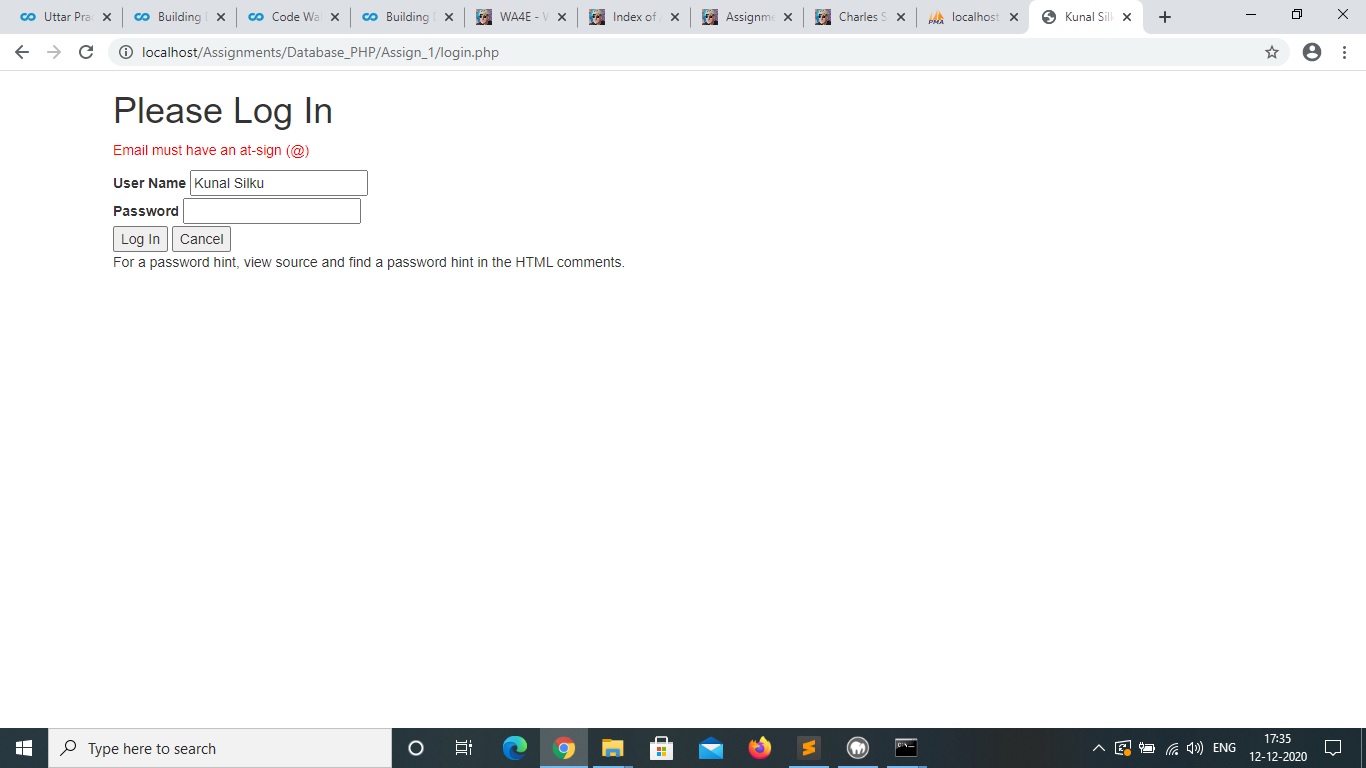 Uttar Prac
Building D
Code Wa
Building D
WA4E - W
Index of /
Assignme
Charles S
localhost
Kunal Silk
localhost/Assignments/Database_PHP/Assign_1/login.php
Please Log In
Email must have an at-sign (@)
User Name Kunal Silku
Password
Log In Cancel
For a password hint, view source and find a password hint in the HTML comments.
Type here to search
ENG
17:35
12-12-2020